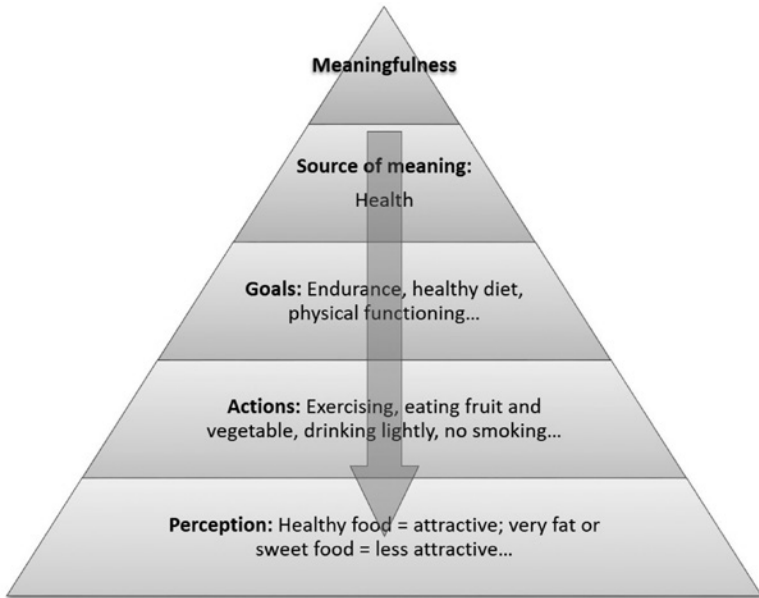 Meaningfulness
Source of meaning:
Health
Goals: Endurance, healthy diet,
physical functioning...
Actions: Exercising, eating fruit and
vegetable, drinking lightly, no smoking...
Perception: Healthy food = attractive; very fat or
sweet food = less attractive...